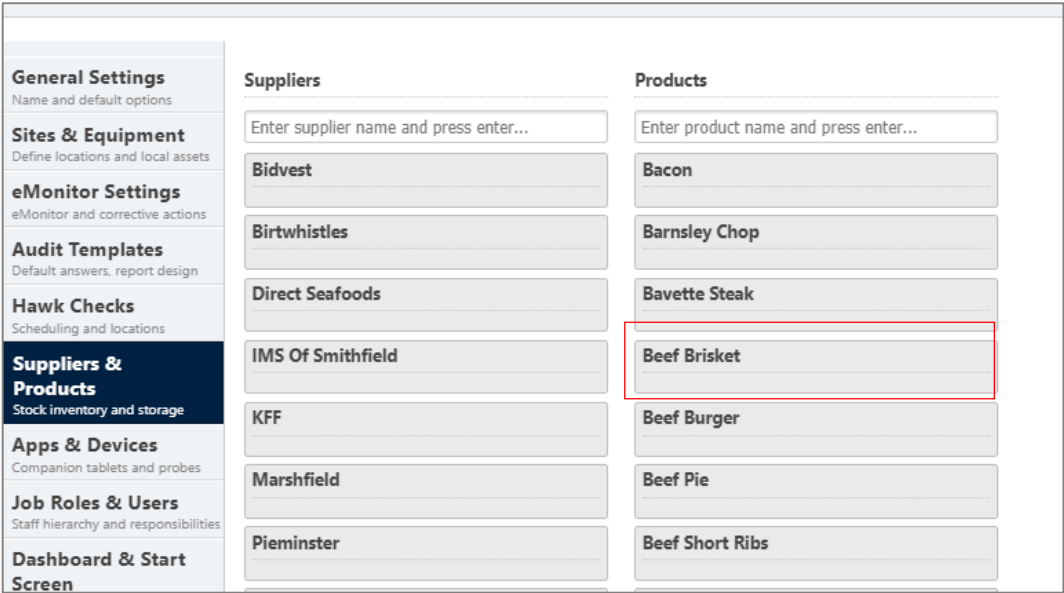 General Settings
Name and default options
Sites & Equipment
Define locations and local assets
eMonitor Settings
eMonitor and corrective actions
Audit Templates
Default answers, report design
Hawk Checks
Scheduling and locations
Suppliers &
Products
Stock inventory and storage
Apps & Devices
Companion tablets and probes
Job Roles & Users
Staff hierarchy and responsibilities
Dashboard & Start
Screen
Suppliers
Enter supplier name and press enter...
Bidvest
Birtwhistles
Direct Seafoods
IMS Of Smithfield
KFF
Marshfield
Pieminster
Products
Enter product name and press enter...
Bacon
Barnsley Chop
Bavette Steak
Beef Brisket
Beef Burger
Beef Pie
Beef Short Ribs